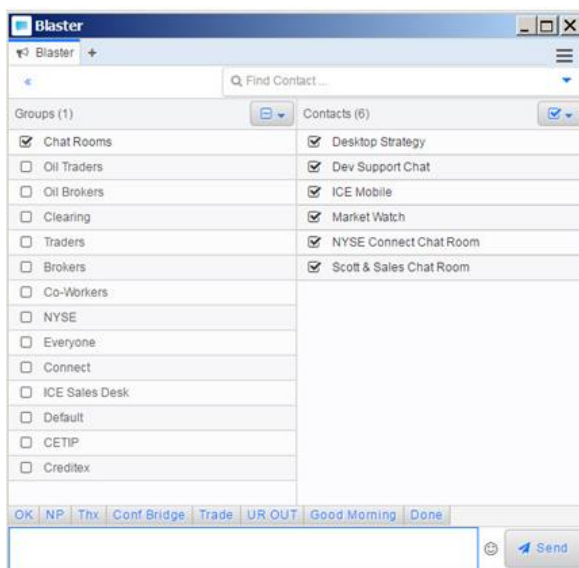 Blaster
Blaster +
« Find Contact ...
Groups (1)
Chat Rooms
Oil Traders
Oil Brokers
Clearing
Traders
Brokers
Co-Workers
NYSE
Everyone
Connect
ICE Sales Desk
Default
CETIP
Creditex
Contacts (6)
Desktop Strategy
Dev Support Chat
ICE Mobile
Market Watch
NYSE Connect Chat Room
Scott & Sales Chat Room
OK NP Thx Conf Bridge Trade UR OUT Good Morning Done
Send